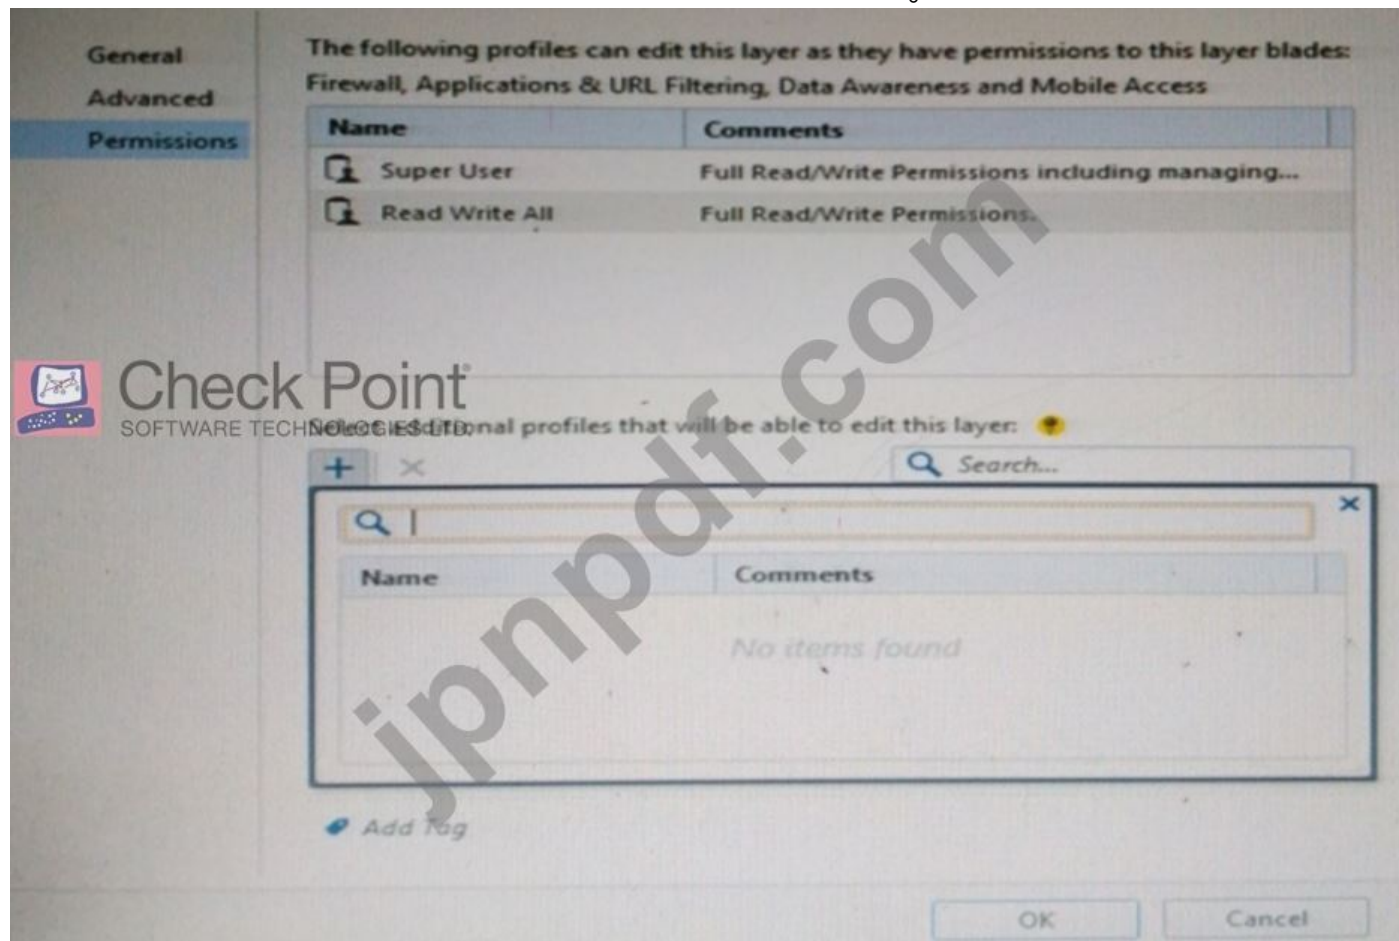 General
Advanced
Permissions
The following profiles can edit this layer as they have permissions to this layer blades:
Firewall, Applications & URL Filtering, Data Awareness and Mobile Access
Name Comments
Super User Full Read/Write Permissions including managing...
Read Write All Full Read/Write Permissions.
Check Point
SOFTWARE TECHNOLOGIES LTD.
Select additional profiles that will be able to edit this layer:
Search...
Name Comments
No items found
Add Tag
OK Cancel
jpnpdf.com